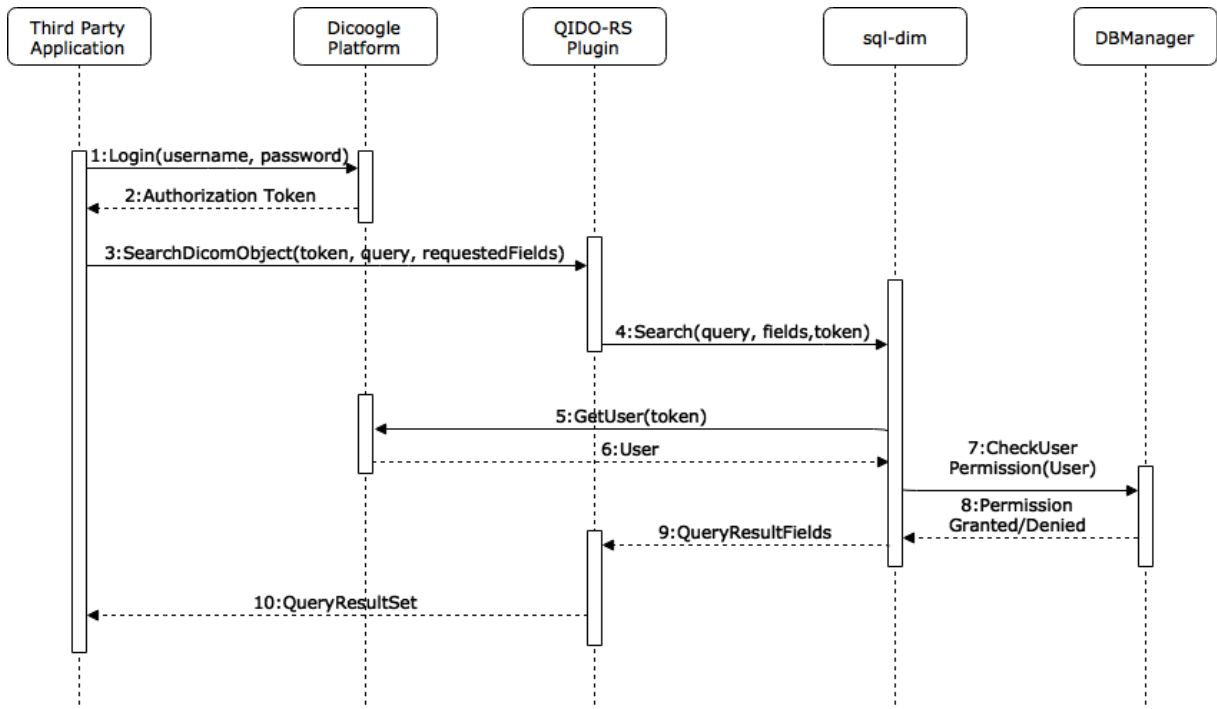 Third Party
Application
Dicoogle
Platform
QIDO-RS
Plugin
sql-dim
DBManager
1:Login(username, password)
2:Authorization Token
3:SearchDicomObject(token, query, requestedFields)
4:Search(query, fields,token)
5:GetUser(token)
6:User
7:CheckUser
Permission(User)
8:Permission
Granted/Denied
9:QueryResultFields
10:QueryResultSet